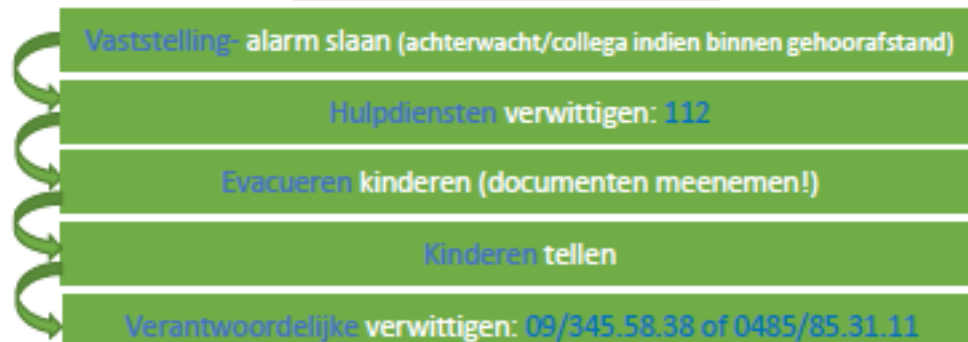 Vaststelling- alarm slaan (achterwacht/collega indien binnen gehoorafstand)
Hulpdiensten verwittigen: 112
Evacueren kinderen (documenten meenemen!)
Kinderen tellen
Verantwoordelijke verwittigen: 09/345.58.38 of 0485/85.31.11